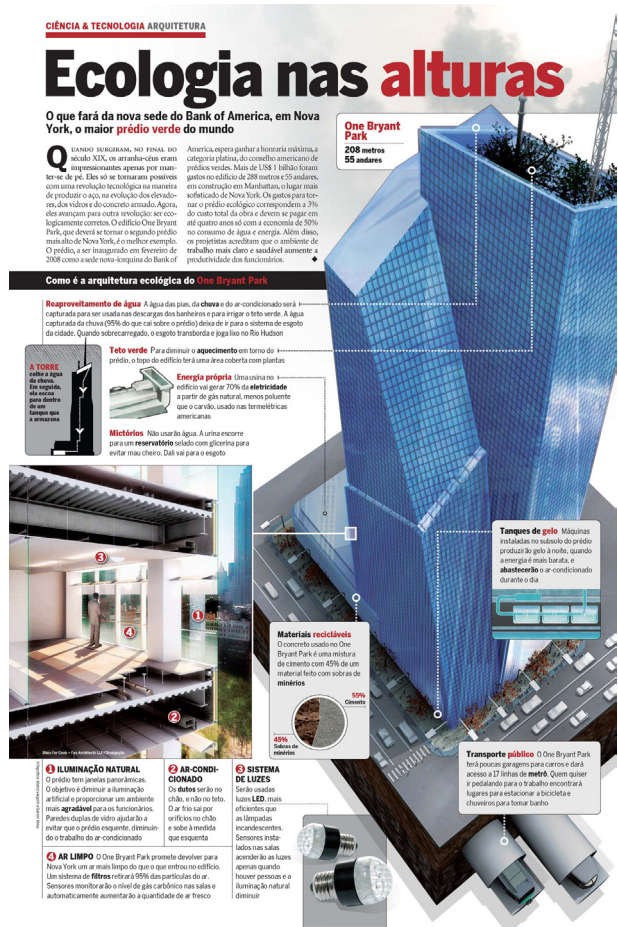 CIÊNCIA & TECNOLOGIA ARQUITETURA
Ecologia nas alturas
O que fará da nova sede do Bank of America, em Nova
York, o maior prédio verde do mundo
QUANDO SURGIRAM, NO FINAL DO
século XIX, os arranha-céus eram
impressionantes apenas por man-
ter-se de pé. Eles só se tornaram possíveis
com uma revolução tecnológica na maneira
de produzir o aço, na evolução dos elevado-
res, dos vidros e do concreto armado. Agora,
eles avançam para outra revolução: ser eco-
logicamente corretos. O edifício One Bryant
Park, que deverá se tornar o segundo prédio
mais alto de Nova York, é o melhor exemplo.
O prédio, a ser inaugurado em fevereiro de
2008 como a sede nova-iorquina do Bank of
America, espera ganhar a honraria máxima, a
categoria platina, do conselho americano de
prédios verdes. Mais de US$ 1 bilhão foram
gastos no edifício de 288 metros e 55 andares,
em construção em Manhattan, o lugar mais
sofisticado de Nova York. Os gastos para tor-
nar o prédio ecológico correspondem a 3%
do custo total da obra e devem se pagar em
até quatro anos só com a economia de 50%
no consumo de água e energia. Além disso,
os projetistas acreditam que o ambiente de
trabalho mais claro e saudável aumente a
produtividade dos funcionários.
One Bryant
Park
208 metros
55 andares
Como é a arquitetura ecológica do One Bryant Park
Reaproveitamento de água A água das pias, da chuva e do ar-condicionado será
capturada para ser usada nas descargas dos banheiros e para irrigar o teto verde. A água
capturada da chuva (95% do que cai sobre o prédio) deixa de ir para o sistema de esgoto
da cidade. Quando sobrecarregado, o esgoto transborda e joga lixo no Rio Hudson
A TORRE
colhe a água
da chuva.
Em seguida,
ela escoa
para dentro
de um
tanque que
a armazena
Teto verde Para diminuir o aquecimento em torno do
prédio, o topo do edifício terá uma área coberta com plantas
Energia própria Uma usina no
edifício vai gerar 70% da eletricidade
a partir de gás natural, menos poluente
que o carvão, usado nas termelétricas
americanas
Mictórios Não usarão água. A urina escorre
para um reservatório selado com glicerina para
evitar mau cheiro. Dali vai para o esgoto
Tanques de gelo Máquinas
instaladas no subsolo do prédio
produzirão gelo à noite, quando
a energia é mais barata, e
abastecerão o ar-condicionado
durante o dia
3
1
4
2
Materiais recicláveis
O concreto usado no One
Bryant Park é uma mistura
de cimento com 45% de um
material feito com sobras de
minérios
55%
Cimento
45%
Sobras de
minérios
Transporte público O One Bryant Park
terá poucas garagens para carros e dará
acesso a 17 linhas de metrô. Quem quiser
ir pedalando para o trabalho encontrará
lugares para estacionar a bicicleta e
chuveiros para tomar banho
1 ILUMINAÇÃO NATURAL
O prédio tem janelas panorâmicas.
O objetivo é diminuir a iluminação
artificial e proporcionar um ambiente
mais agradável para os funcionários.
Paredes duplas de vidro ajudarão a
evitar que o prédio esquente, diminuin-
do o trabalho do ar-condicionado
2 AR-CONDI-
CIONADO
Os dutos serão no
chão, e não no teto.
O ar frio sai por
orifícios no chão
e sobe à medida
que esquenta
3 SISTEMA
DE LUZES
Serão usadas
luzes LED, mais
eficientes que
as lâmpadas
incandescentes.
Sensores insta-
lados nas salas
acenderão as luzes
apenas quando
houver pessoas e a
iluminação natural
diminuir
4 AR LIMPO O One Bryant Park promete devolver para
Nova York um ar mais limpo do que o que entrou no edifício.
Um sistema de filtros retirará 95% das partículas do ar.
Sensores monitorarão o nível de gás carbônico nas salas e
automaticamente aumentarão a quantidade de ar fresco